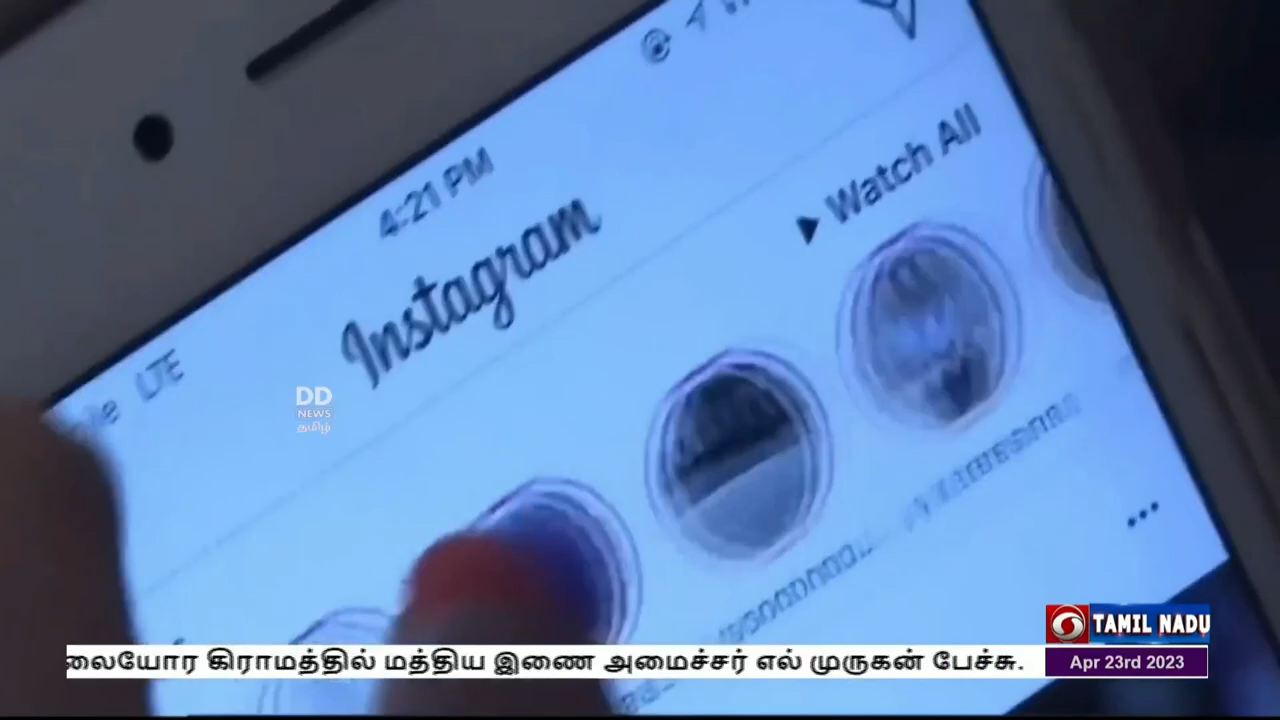 4:21 PM
Instagram
LTE
Watch All
DD
NEWS
தமிழ்
TAMIL NADU
லையோர கிராமத்தில் மத்திய இணை அமைச்சர் எல் முருகன் பேச்சு.
Apr 23rd 2023